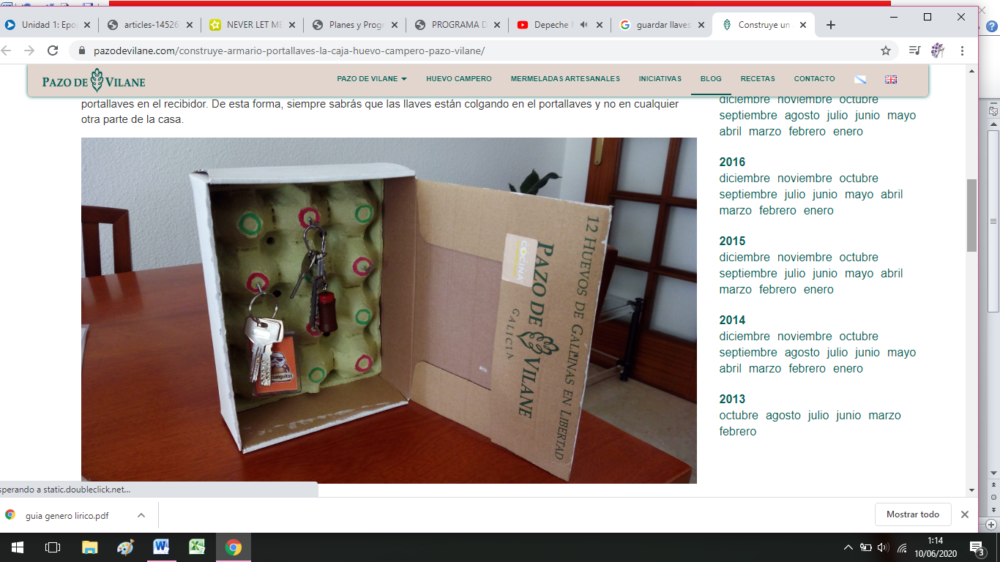 Unidad 1: Epop
articles-14526
NEVER LET ME
Planes y Progr
PROGRAMA D
Depeche M
guardar llaves
Construye un a
pazodevilane.com/construye-armario-portallaves-la-caja-huevo-campero-pazo-vilane/
PAZO DE VILANE
PAZO DE VILANE
HUEVO CAMPERO
MERMELADAS ARTESANALES
INICIATIVAS
BLOG
RECETAS
CONTACTO
portallaves en el recibidor. De esta forma, siempre sabrás que las llaves están colgando en el portallaves y no en cualquier
otra parte de la casa.
12 HUEVOS DE GALLINAS EN LIBERTAD
COCINA
PAZO DE VILANE
GALICIA
diciembre noviembre octubre
septiembre agosto julio junio mayo
abril marzo febrero enero
2016
diciembre noviembre octubre
septiembre julio junio mayo abril
marzo febrero enero
2015
diciembre noviembre octubre
septiembre julio junio mayo abril
marzo febrero enero
2014
diciembre noviembre octubre
septiembre agosto julio junio mayo
abril marzo febrero enero
2013
octubre agosto julio junio marzo
febrero
sperando a static.doubleclick.net...
guia genero lirico.pdf
Mostrar todo
1:14
10/06/2020
3